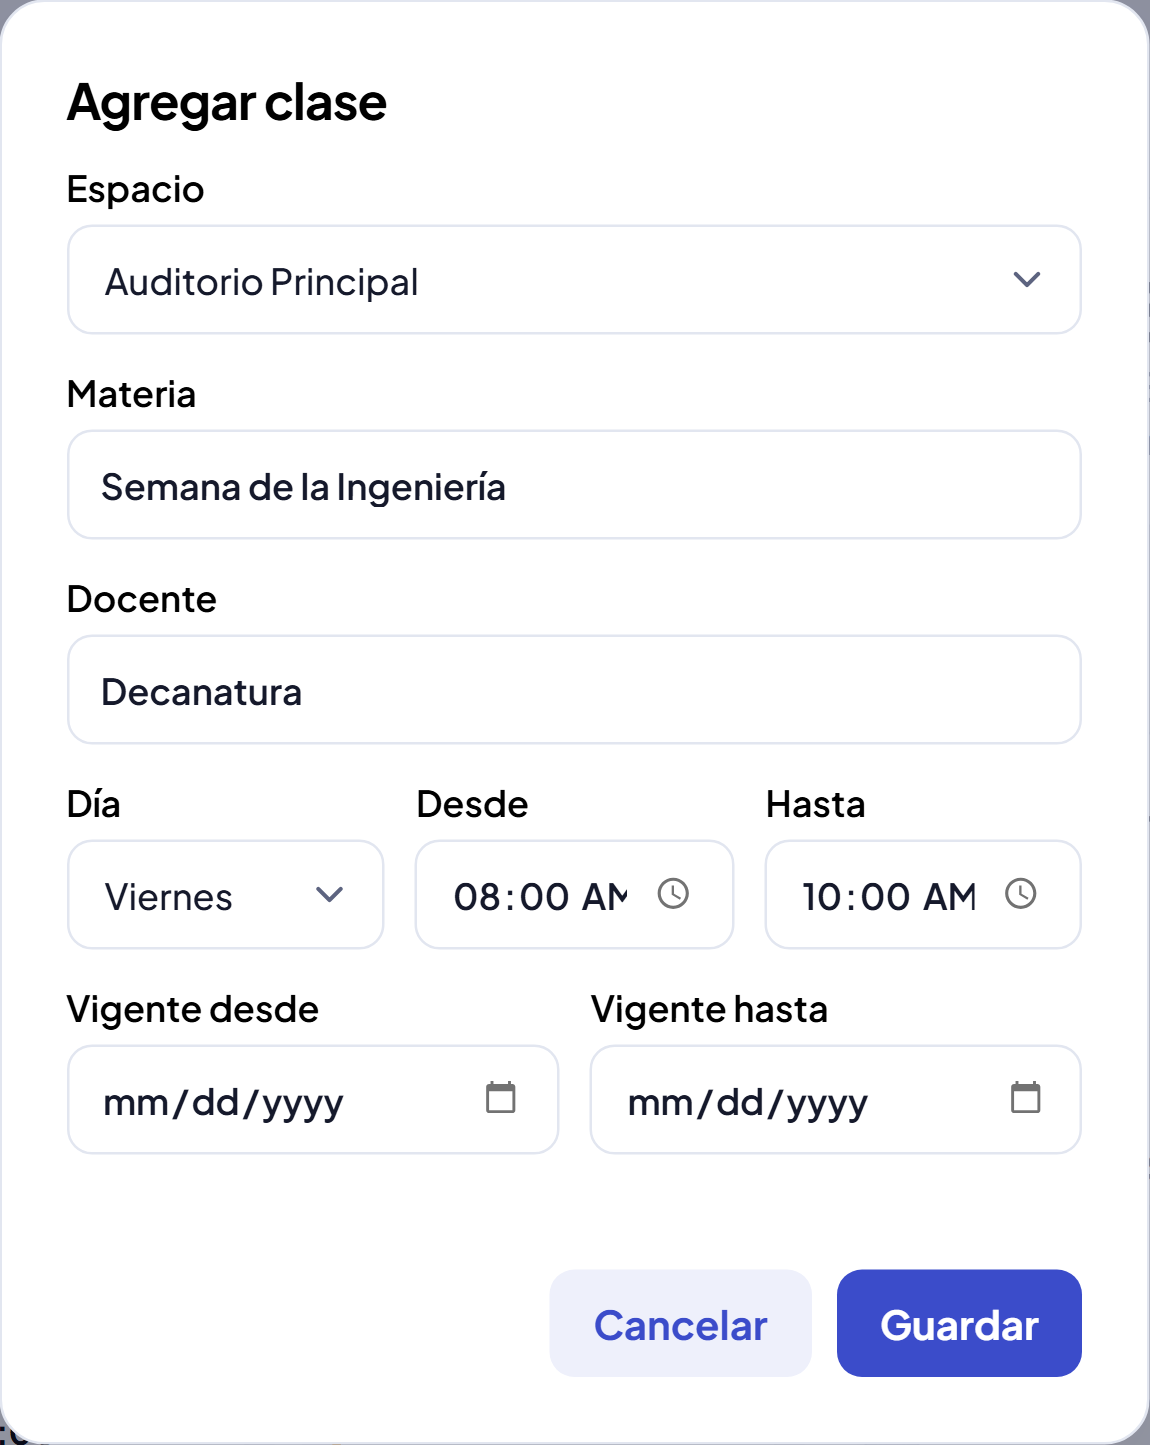 Agregar clase
Espacio
Auditorio Principal
Materia
Semana de la Ingeniería
Docente
Decanatura
Día Desde Hasta
Viernes 08:00 AM 10:00 AM
Vigente desde Vigente hasta
mm/dd/yyyy mm/dd/yyyy
Cancelar Guardar